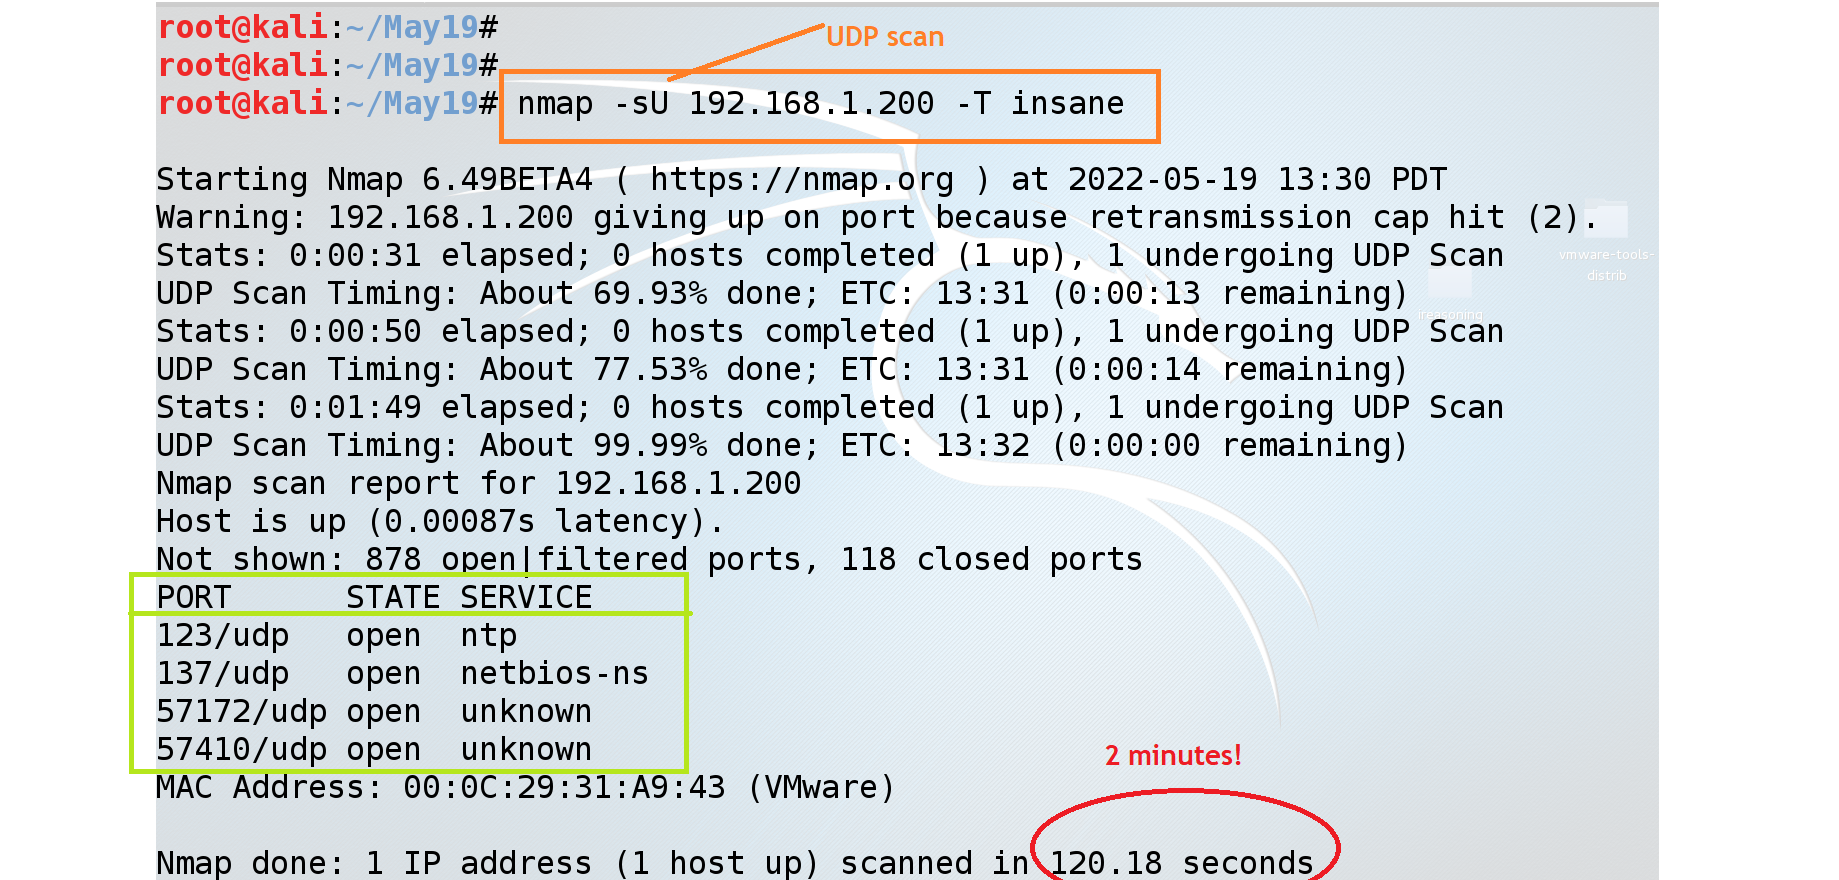 root@kali:~/May19#
UDP scan
root@kali:~/May19#
root@kali:~/May19# nmap -sU 192.168.1.200 -T insane
Starting Nmap 6.49BETA4 ( https://nmap.org ) at 2022-05-19 13:30 PDT
Warning: 192.168.1.200 giving up on port because retransmission cap hit (2).
Stats: 0:00:31 elapsed; 0 hosts completed (1 up), 1 undergoing UDP Scan
vmware-tools-
distrib
UDP Scan Timing: About 69.93% done; ETC: 13:31 (0:00:13 remaining)
ireasoning
Stats: 0:00:50 elapsed; 0 hosts completed (1 up), 1 undergoing UDP Scan
UDP Scan Timing: About 77.53% done; ETC: 13:31 (0:00:14 remaining)
Stats: 0:01:49 elapsed; 0 hosts completed (1 up), 1 undergoing UDP Scan
UDP Scan Timing: About 99.99% done; ETC: 13:32 (0:00:00 remaining)
Nmap scan report for 192.168.1.200
Host is up (0.00087s latency).
Not shown: 878 open|filtered ports, 118 closed ports
PORT STATE SERVICE
123/udp open ntp
137/udp open netbios-ns
57172/udp open unknown
57410/udp open unknown
2 minutes!
MAC Address: 00:0C:29:31:A9:43 (VMware)
Nmap done: 1 IP address (1 host up) scanned in 120.18 seconds